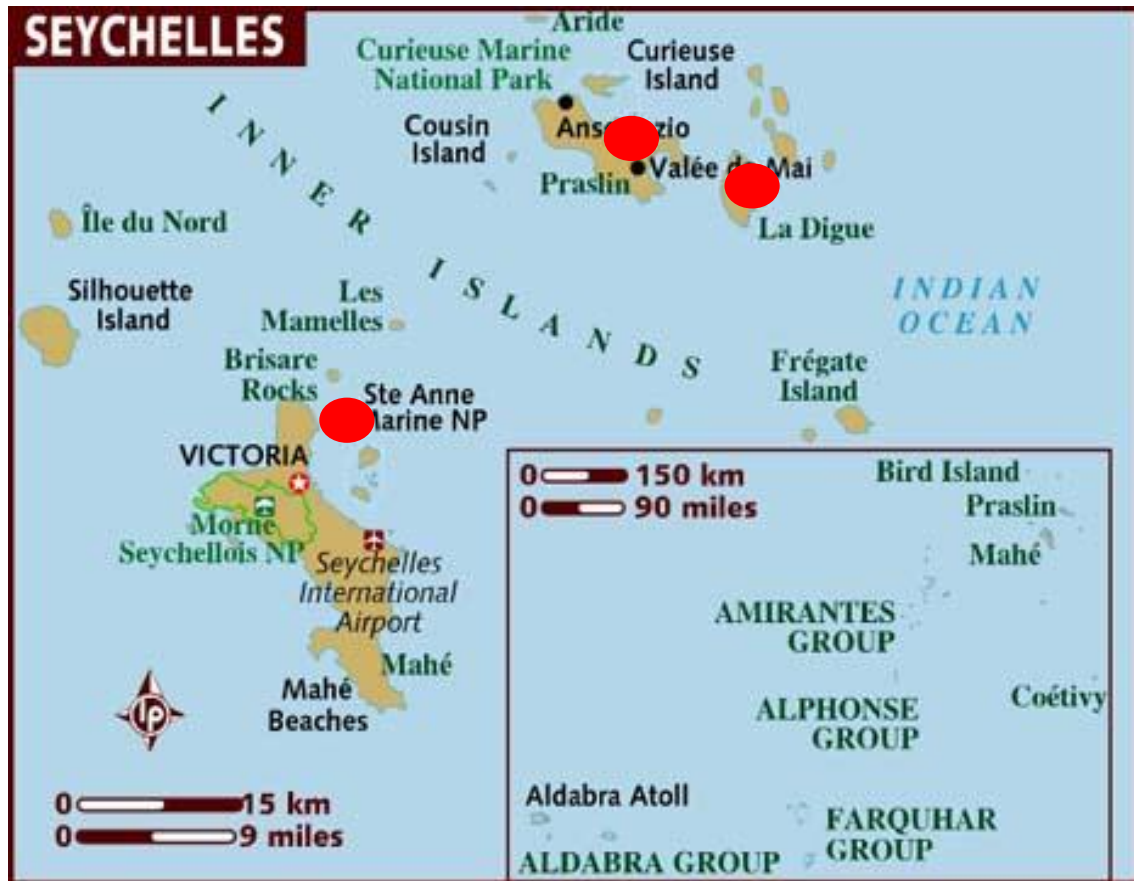 SEYCHELLES
Aride
Curieuse Marine
National Park
Curieuse
Island
Cousin
Island
Praslin
Mai
La Digue
Île du Nord
INNER ISLANDS
Silhouette
Island
Les
Mamelles
INDIAN
OCEAN
Brisare
Rocks
Frégate
Island
Ste Anne
Marine NP
VICTORIA
Morne
Seychellois NP
Seychelles
International
Airport
Mahé
Mahé
Beaches
lp
0 15 km
0 9 miles
0 150 km
0 90 miles
Bird Island
Praslin
Mahé
AMIRANTES
GROUP
Coétivy
ALPHONSE
GROUP
Aldabra Atoll
FARQUHAR
GROUP
ALDABRA GROUP